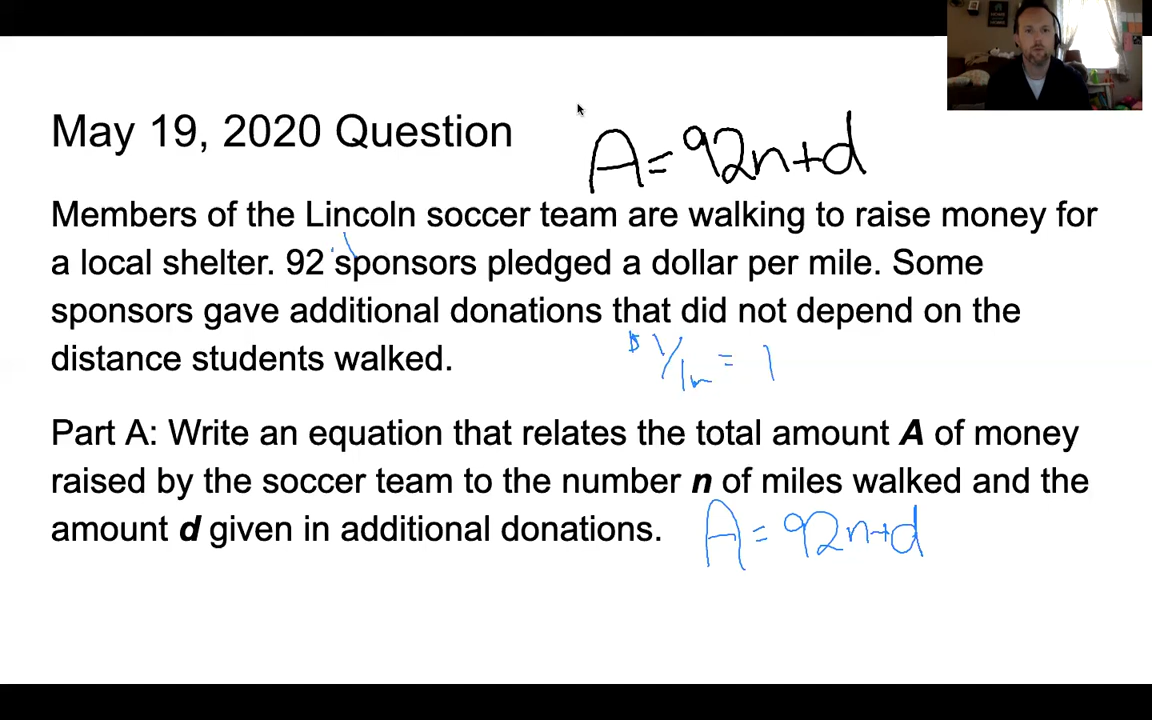 May 19, 2020 Question
A=92n+d
Members of the Lincoln soccer team are walking to raise money for
a local shelter. 92 sponsors pledged a dollar per mile. Some
sponsors gave additional donations that did not depend on the
distance students walked.
$1/1m = 1
Part A: Write an equation that relates the total amount A of money
raised by the soccer team to the number n of miles walked and the
amount d given in additional donations.
A=92n+d